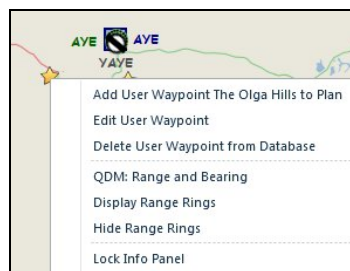 AYE AYE
YAYE
Add User Waypoint The Olga Hills to Plan
Edit User Waypoint
Delete User Waypoint from Database
QDM: Range and Bearing
Display Range Rings
Hide Range Rings
Lock Info Panel